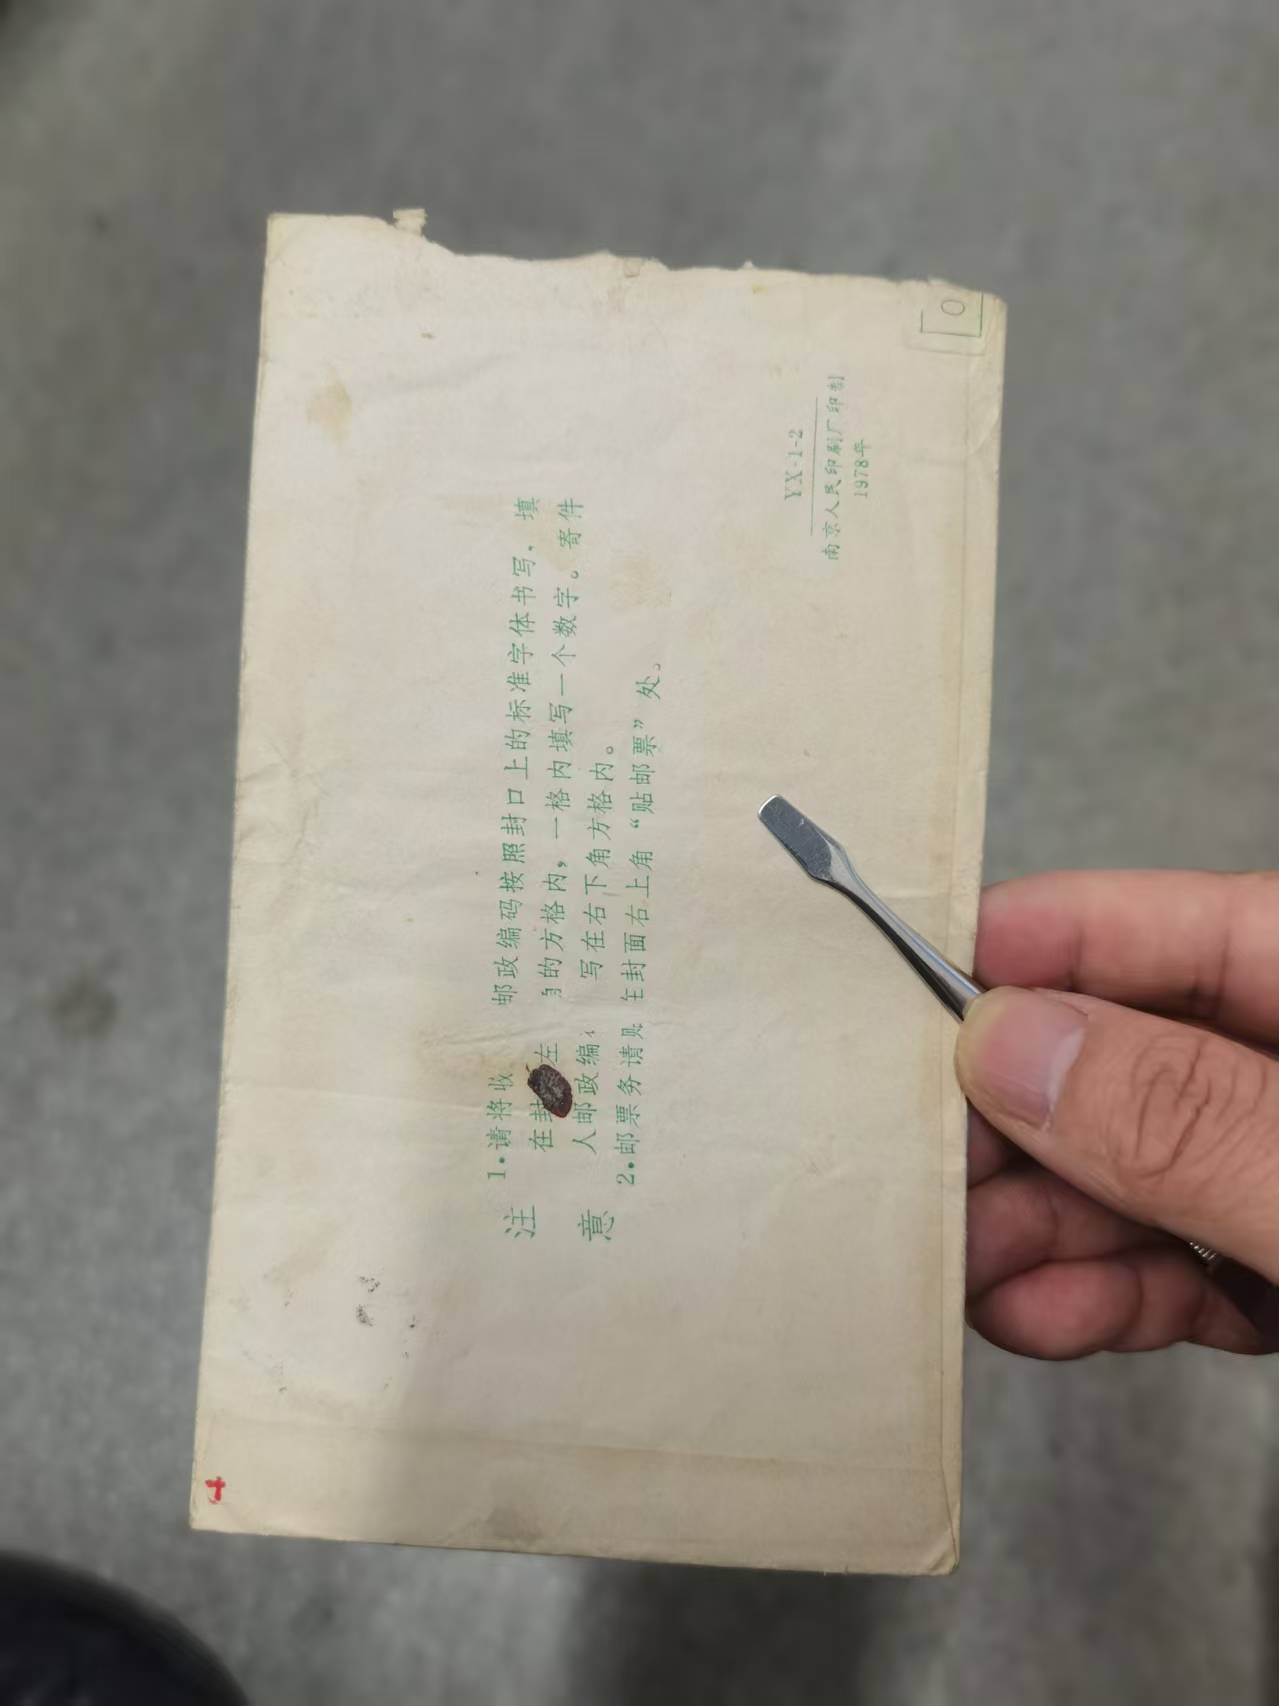 注意
1.请将收 邮政编码按照封口上的标准字体书写，填
在封 左 的方格内，一格内填写一个数字。寄件
人邮政编 写在右下角方格内。
2.邮票务请 封面右上角“贴邮票”处。
YX-1-2
南京人民印刷厂印制
1978年
0